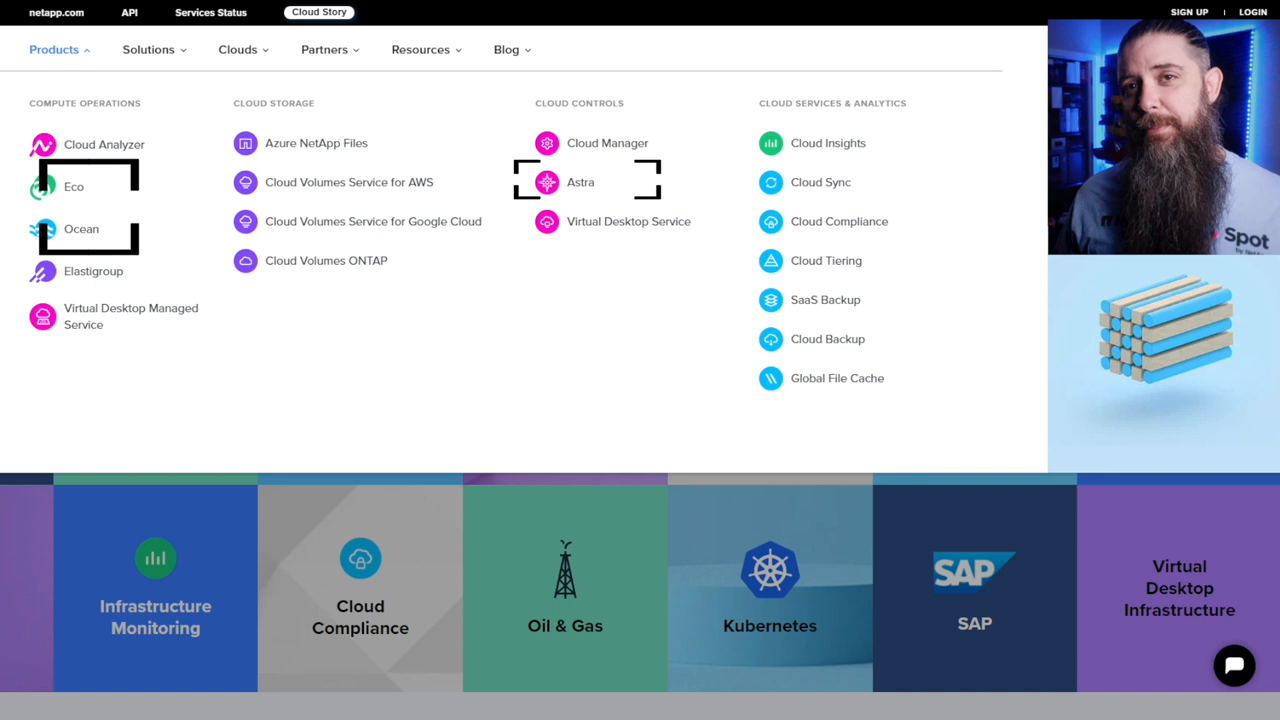 netapp.com API Services Status Cloud Story SIGN UP LOGIN
Products Solutions Clouds Partners Resources Blog
COMPUTE OPERATIONS
Cloud Analyzer
Eco
Ocean
Elastigroup
Virtual Desktop Managed
Service
CLOUD STORAGE
Azure NetApp Files
Cloud Volumes Service for AWS
Cloud Volumes Service for Google Cloud
Cloud Volumes ONTAP
CLOUD CONTROLS
Cloud Manager
Astra
Virtual Desktop Service
CLOUD SERVICES & ANALYTICS
Cloud Insights
Cloud Sync
Cloud Compliance
Cloud Tiering
SaaS Backup
Cloud Backup
Global File Cache
Spot
Infrastructure
Monitoring
Cloud
Compliance
Oil & Gas
Kubernetes
SAP
SAP
Virtual
Desktop
Infrastructure